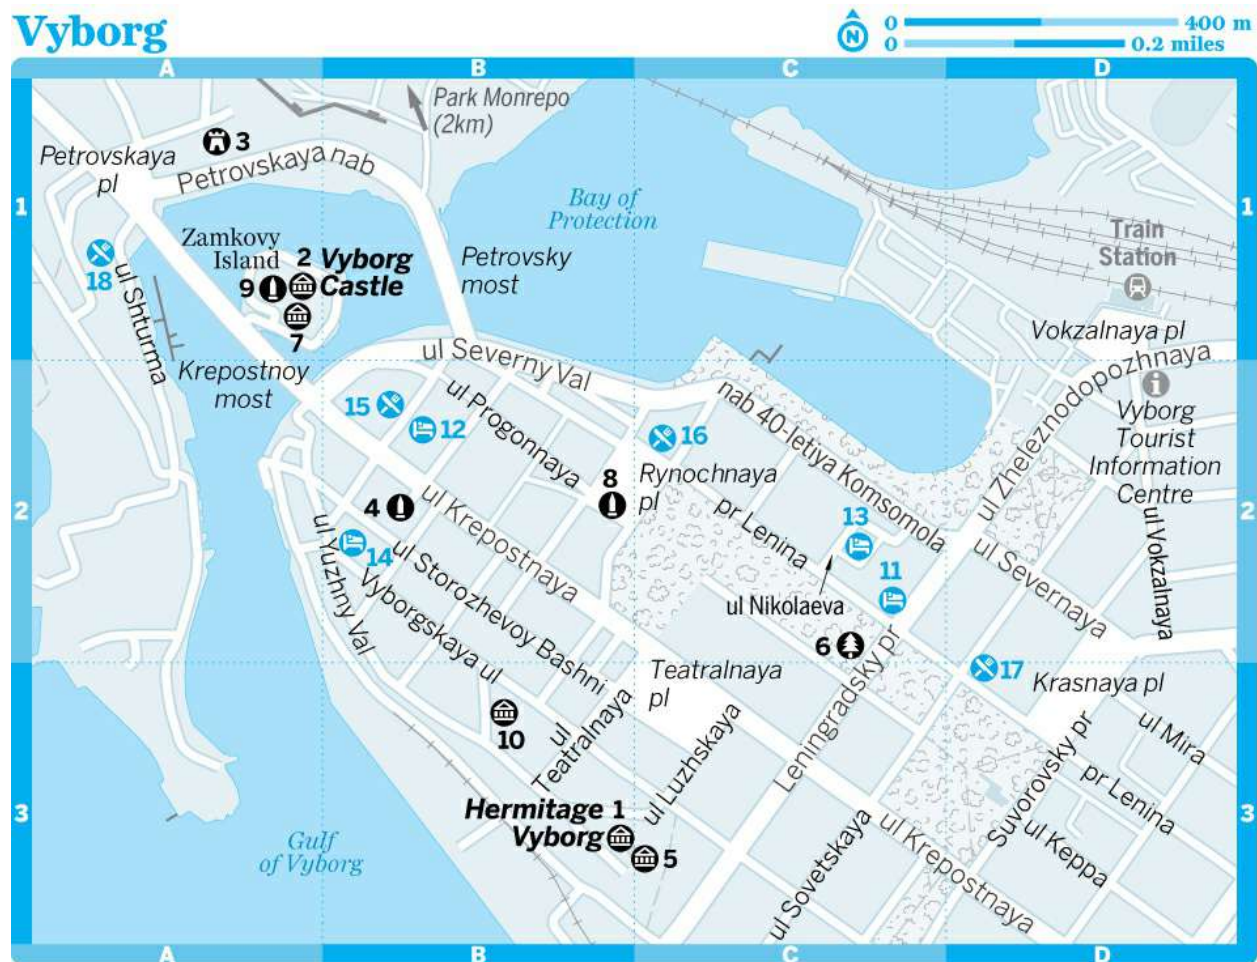 Vyborg
N
0 400 m
0 0.2 miles
A B C D
Park Monrepo
(2km)
3
Petrovskaya
pl
Petrovskaya nab
1
1
Bay of
Protection
Zamkovy
Island
2 Vyborg
Castle
9
7
18
ul Shturma
Petrovsky
most
Train
Station
Vokzalnaya pl
Krepostnoy
most
ul Severny Val
ul Zheleznodopozhnaya
i
Vyborg
Tourist
Information
Centre
15
12
ul Progonnaya
16
nab 40-letiya Komsomola
8
Rynochnaya
pl
2
2
4
ul Krepostnaya
pr Lenina
13
ul Severnaya
ul Vokzalnaya
14
ul Yuzhny Val
ul Storozhevoy Bashni
Vyborgskaya ul
11
ul Nikolaeva
6
Leningradsky pr
Teatralnaya
pl
17
Krasnaya pl
10
ul
Teatralnaya
ul Luzhskaya
ul Mira
pr Lenina
Suvorovsky pr
3
3
Hermitage 1
Vyborg
5
Gulf
of Vyborg
ul Sovetskaya
ul Krepostnaya
ul Keppa
A B C D